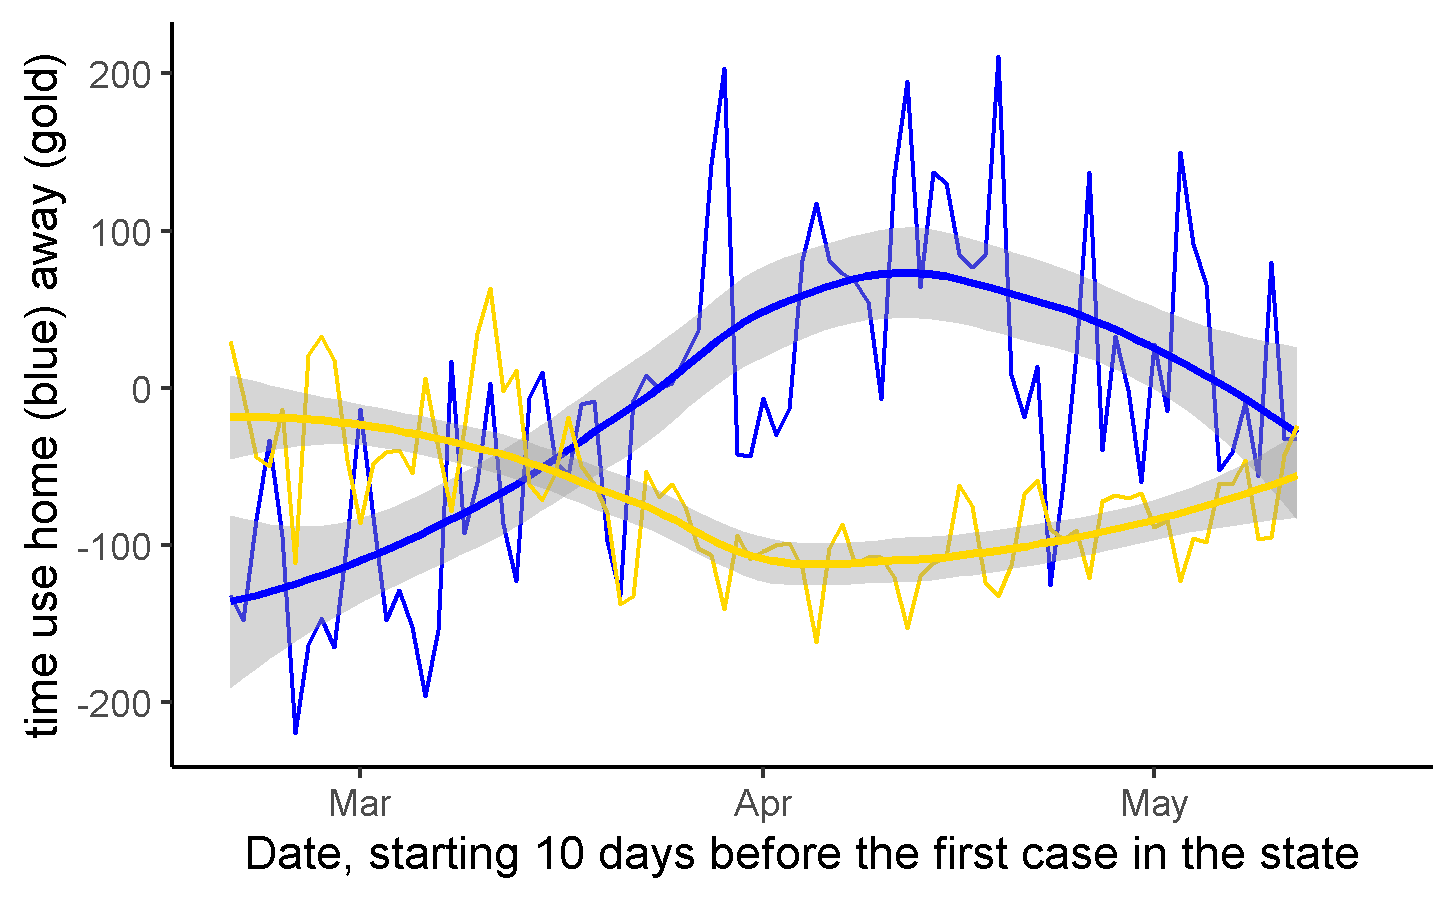 time use home (blue) away (gold)
200
100
0
-100
-200
Mar
Apr
May
Date, starting 10 days before the first case in the state